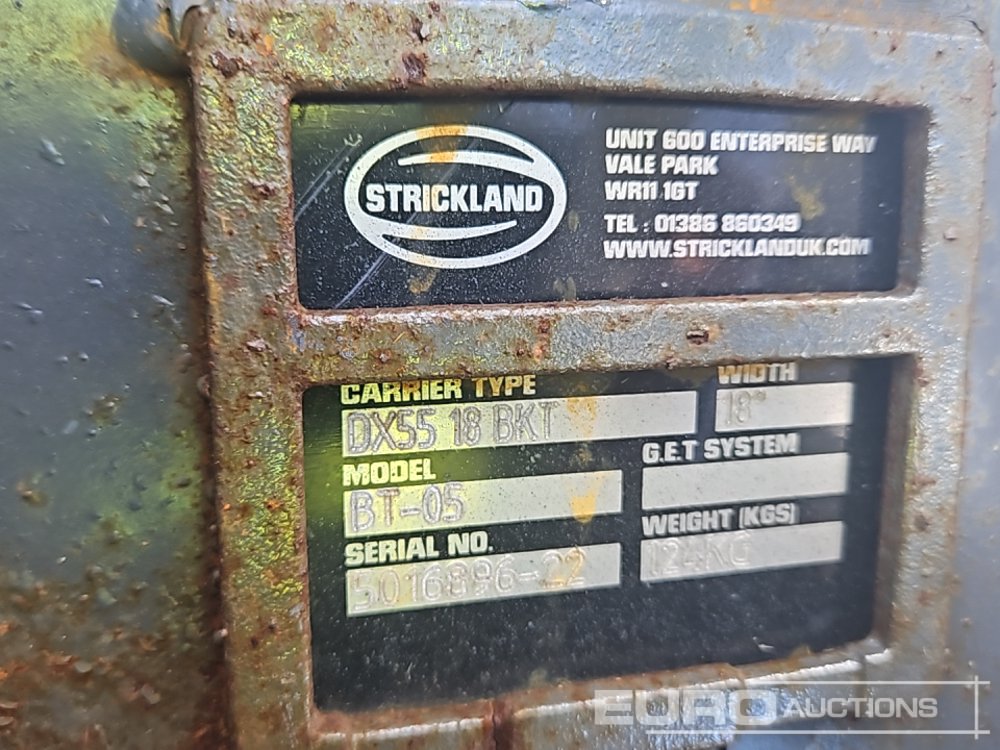 STRICKLAND
UNIT 600 ENTERPRISE WAY
VALE PARK
WR11 1GT
TEL : 01386 860349
WWW.STRICKLANDUK.COM
CARRIER TYPE
DX55 18 BKT
WIDTH
18"
MODEL
BT-05
G.E.T SYSTEM
SERIAL NO.
5016896-22
WEIGHT (KGS)
124KG
EURO AUCTIONS